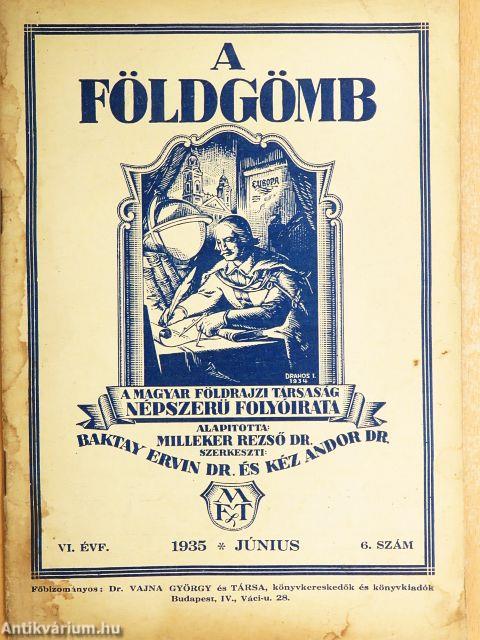 A
FÖLDGÖMB
EUROPA
DRAHOS I.
1934
A MAGYAR FÖLDRAJZI TÁRSASÁG
NÉPSZERŰ FOLYÓIRATA
ALAPITOTTA:
MILLEKER REZSŐ DR.
SZERKESZTI:
BAKTAY ERVIN DR. ÉS KÉZ ANDOR DR.
MFT
VI. ÉVF. 1935 * JÚNIUS 6. SZÁM
Főbizományos: Dr. VAJNA GYÖRGY és TÁRSA, könyvkereskedők és könyvkiadók
Budapest, IV., Váci-u. 28.
Antikvárium.hu